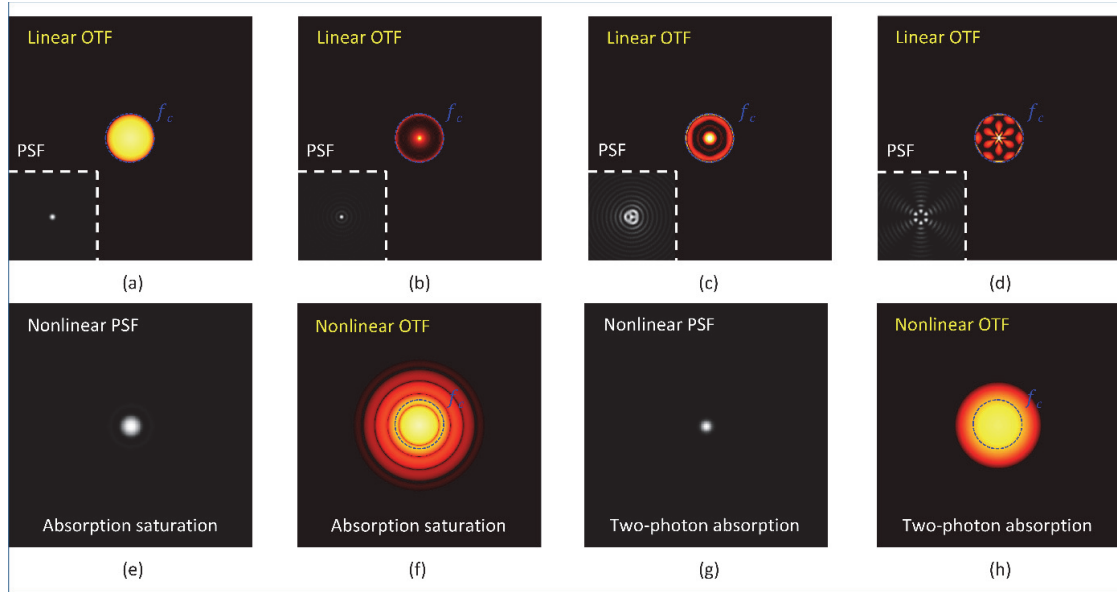 Linear OTF
Linear OTF
Linear OTF
Linear OTF
f_c
f_c
f_c
f_c
PSF
PSF
PSF
PSF
(a)
(b)
(c)
(d)
Nonlinear PSF
Nonlinear OTF
Nonlinear PSF
Nonlinear OTF
f_c
Absorption saturation
Absorption saturation
Two-photon absorption
Two-photon absorption
(e)
(f)
(g)
(h)